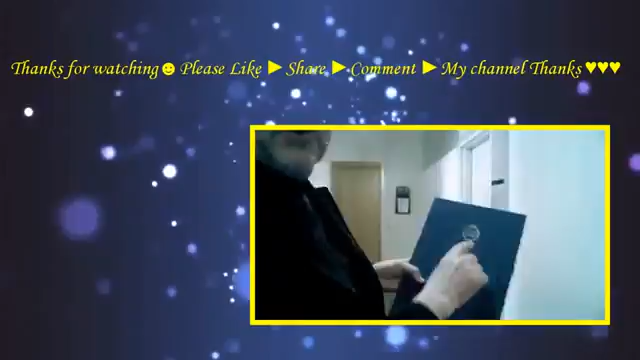 Thanks for watching☻Please Like ►Share ►Comment ►My channel Thanks ♥♥♥